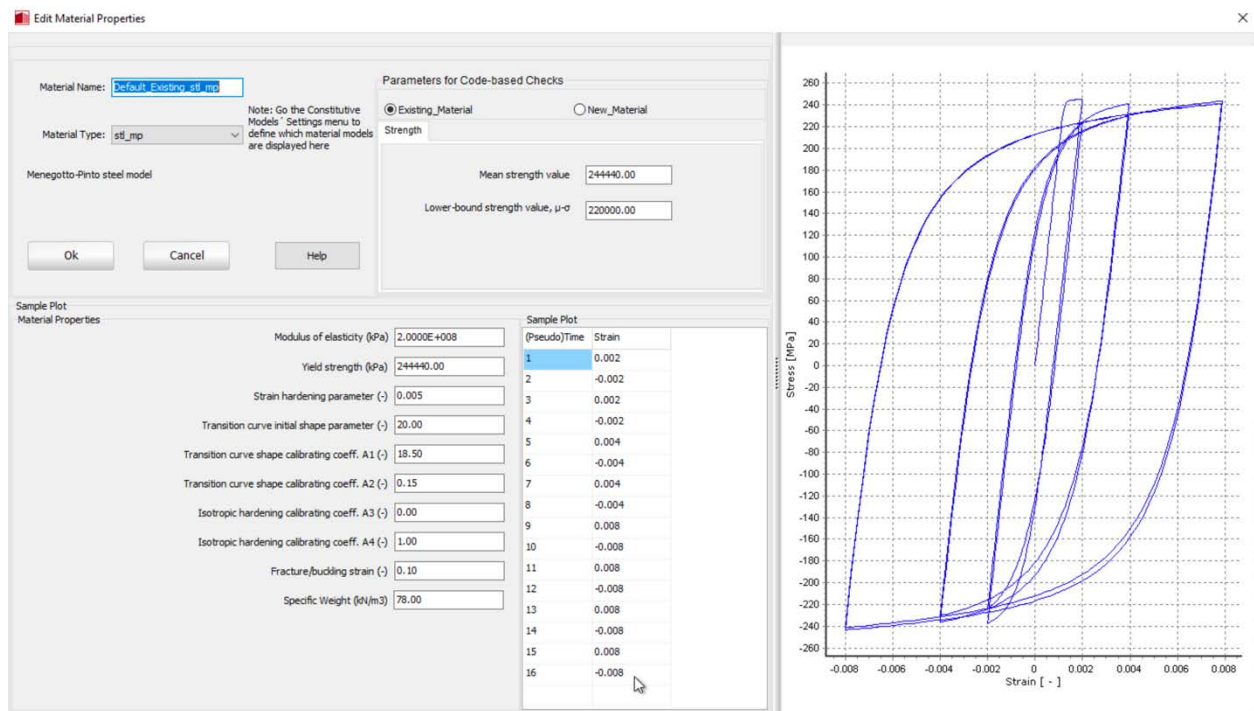 Edit Material Properties
Material Name: Default_Existing_stl_mp
Material Type: stl_mp
Note: Go the Constitutive
Models´ Settings menu to
define which material models
are displayed here
Menegotto-Pinto steel model
Ok
Cancel
Help
Parameters for Code-based Checks
Existing_Material
New_Material
Strength
Mean strength value 244440.00
Lower-bound strength value, μ-σ 220000.00
Sample Plot
Material Properties
Modulus of elasticity (kPa) 2.0000E+008
Yield strength (kPa) 244440.00
Strain hardening parameter (-) 0.005
Transition curve initial shape parameter (-) 20.00
Transition curve shape calibrating coeff. A1 (-) 18.50
Transition curve shape calibrating coeff. A2 (-) 0.15
Isotropic hardening calibrating coeff. A3 (-) 0.00
Isotropic hardening calibrating coeff. A4 (-) 1.00
Fracture/buckling strain (-) 0.10
Specific Weight (kN/m3) 78.00
Sample Plot
(Pseudo)Time Strain
1 0.002
2 -0.002
3 0.002
4 -0.002
5 0.004
6 -0.004
7 0.004
8 -0.004
9 0.008
10 -0.008
11 0.008
12 -0.008
13 0.008
14 -0.008
15 0.008
16 -0.008
260
240
220
200
180
160
140
120
100
80
60
40
20
0
-20
-40
-60
-80
-100
-120
-140
-160
-180
-200
-220
-240
-260
Stress [MPa]
-0.008 -0.006 -0.004 -0.002 0 0.002 0.004 0.006 0.008
Strain [ - ]